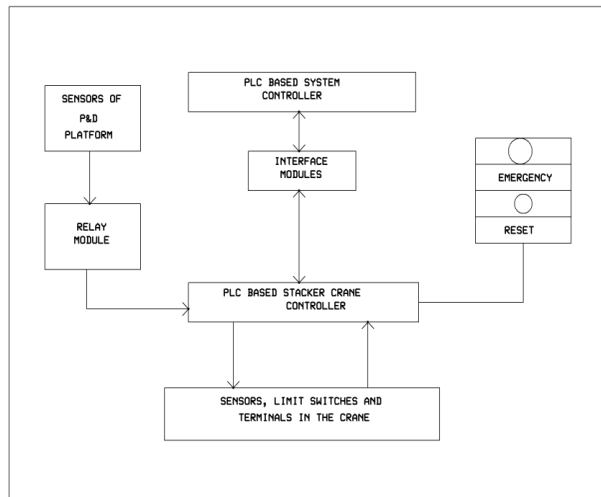 SENSORS OF
P&D
PLATFORM
PLC BASED SYSTEM
CONTROLLER
INTERFACE
MODULES
EMERGENCY
RESET
RELAY
MODULE
PLC BASED STACKER CRANE
CONTROLLER
SENSORS, LIMIT SWITCHES AND
TERMINALS IN THE CRANE